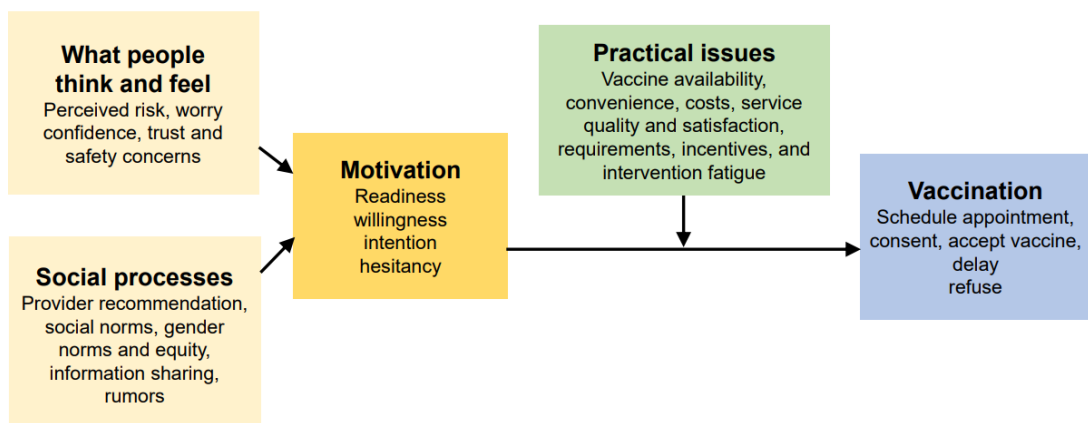 What people
think and feel
Perceived risk, worry
confidence, trust and
safety concerns
Social processes
Provider recommendation,
social norms, gender
norms and equity,
information sharing,
rumors
Motivation
Readiness
willingness
intention
hesitancy
Practical issues
Vaccine availability,
convenience, costs, service
quality and satisfaction,
requirements, incentives, and
intervention fatigue
Vaccination
Schedule appointment,
consent, accept vaccine,
delay
refuse